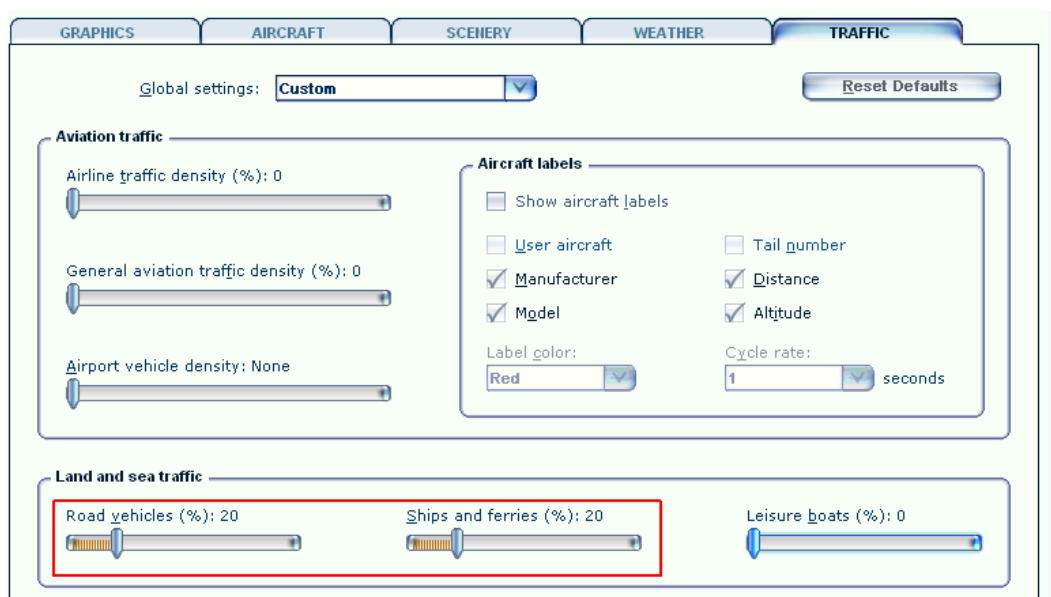 GRAPHICS AIRCRAFT SCENERY WEATHER TRAFFIC
Global settings: Custom Reset Defaults
Aviation traffic
Airline traffic density (%): 0
General aviation traffic density (%): 0
Airport vehicle density: None
Aircraft labels
Show aircraft labels
User aircraft Tail number
Manufacturer Distance
Model Altitude
Label color: Cycle rate:
Red 1 seconds
Land and sea traffic
Road vehicles (%): 20 Ships and ferries (%): 20 Leisure boats (%): 0